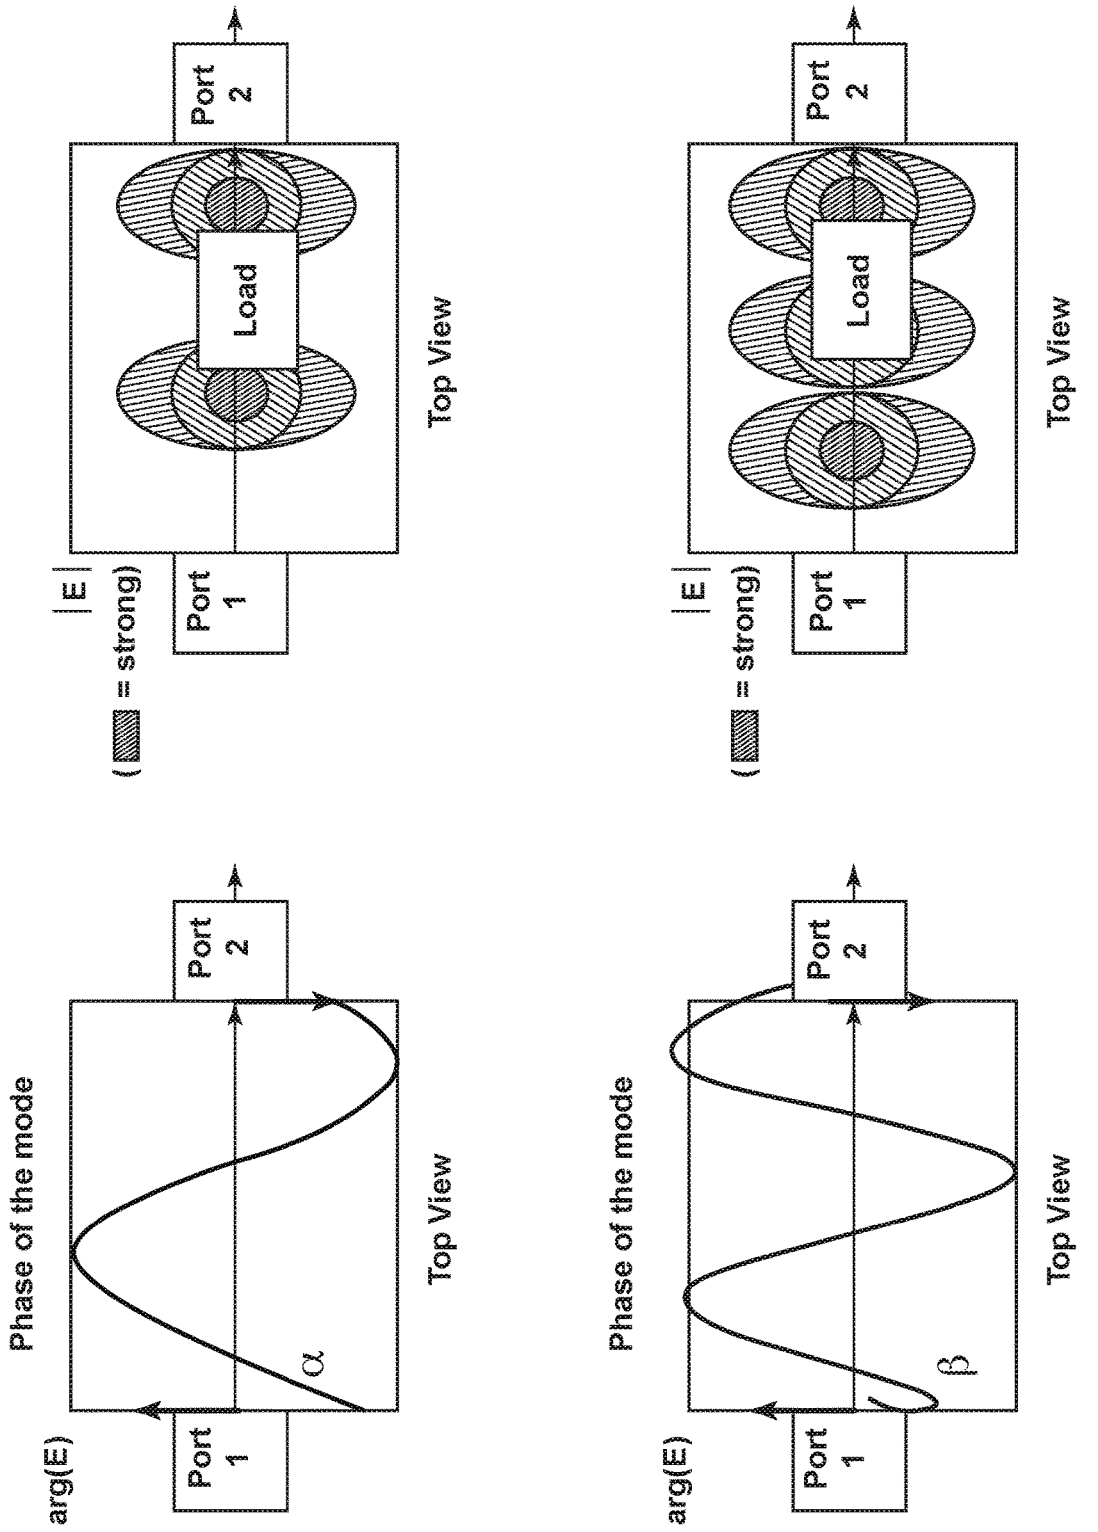 Phase of the mode
arg(E)
Port
1
Port
2
α
Top View
|E|
( = strong)
Port
1
Load
Port
2
Top View
Phase of the mode
arg(E)
Port
1
Port
2
β
Top View
|E|
( = strong)
Port
1
Load
Port
2
Top View